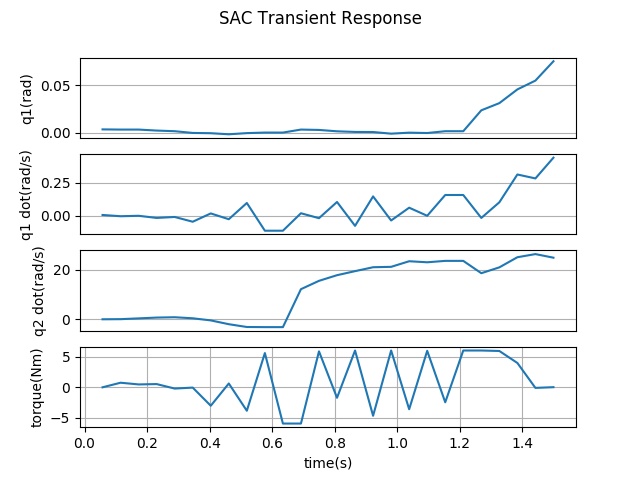 SAC Transient Response
q1(rad)
0.05
0.00
q1 dot(rad/s)
0.25
0.00
q2 dot(rad/s)
20
0
torque(Nm)
5
0
−5
0.0 0.2 0.4 0.6 0.8 1.0 1.2 1.4
time(s)